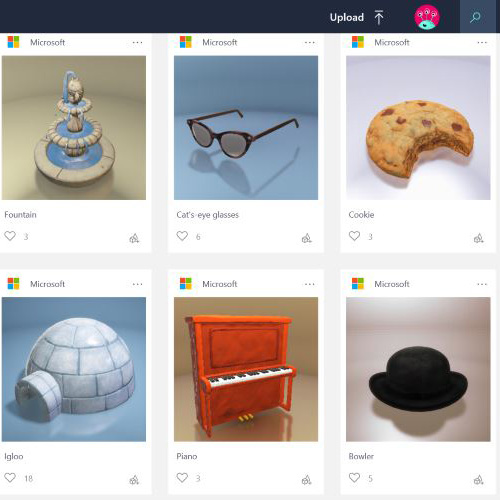 Upload
Microsoft
Microsoft
Microsoft
Fountain
Cat's eye glasses
Cookie
3
6
3
Microsoft
Microsoft
Microsoft
Igloo
Piano
Bowler
18
3
5